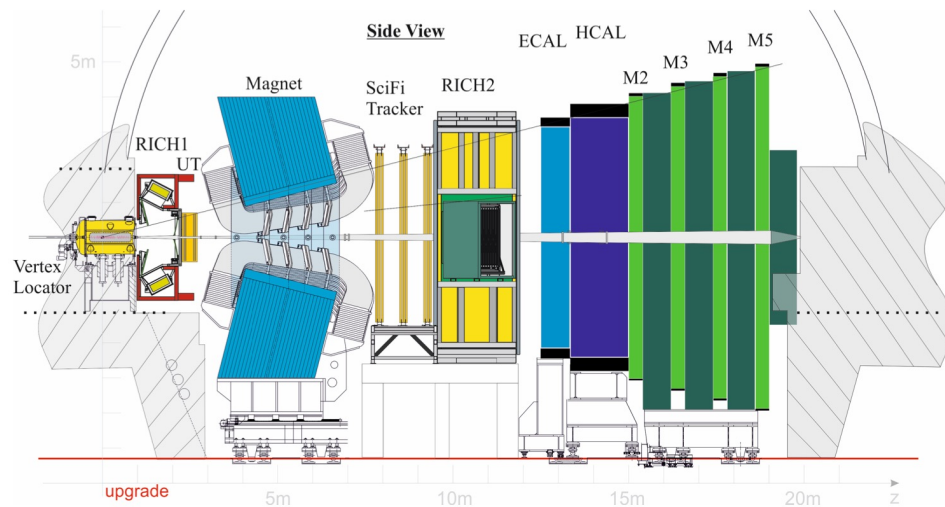 Side View
ECAL
HCAL
M5
M4
M3
M2
5m
Magnet
SciFi
Tracker
RICH2
RICH1
UT
Vertex
Locator
upgrade
5m
10m
15m
20m
z